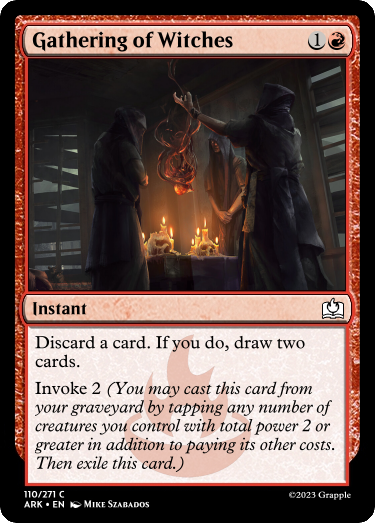 Gathering of Witches 1
Instant
Discard a card. If you do, draw two
cards.
Invoke 2 (You may cast this card from
your graveyard by tapping any number of
creatures you control with total power 2 or
greater in addition to paying its other costs.
Then exile this card.)
110/271 C
ARK • EN Mike Szabados
©2023 Grapple